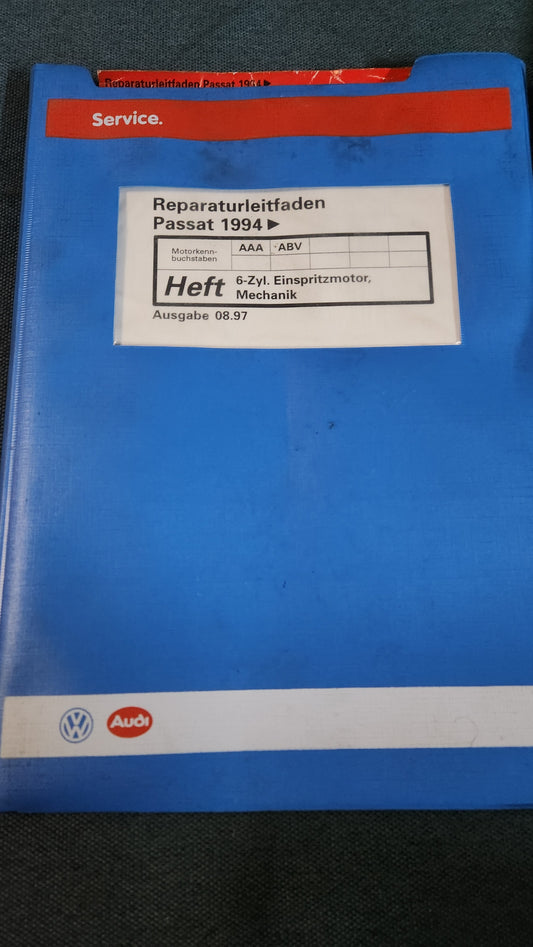 Reparaturleitfaden Passat 1994 ▶
Service.
Reparaturleitfaden
Passat 1994 ▶
Motorkenn-
buchstaben
AAA ABV
Heft
6-Zyl. Einspritzmotor,
Mechanik
Ausgabe 08.97
VW
Audi